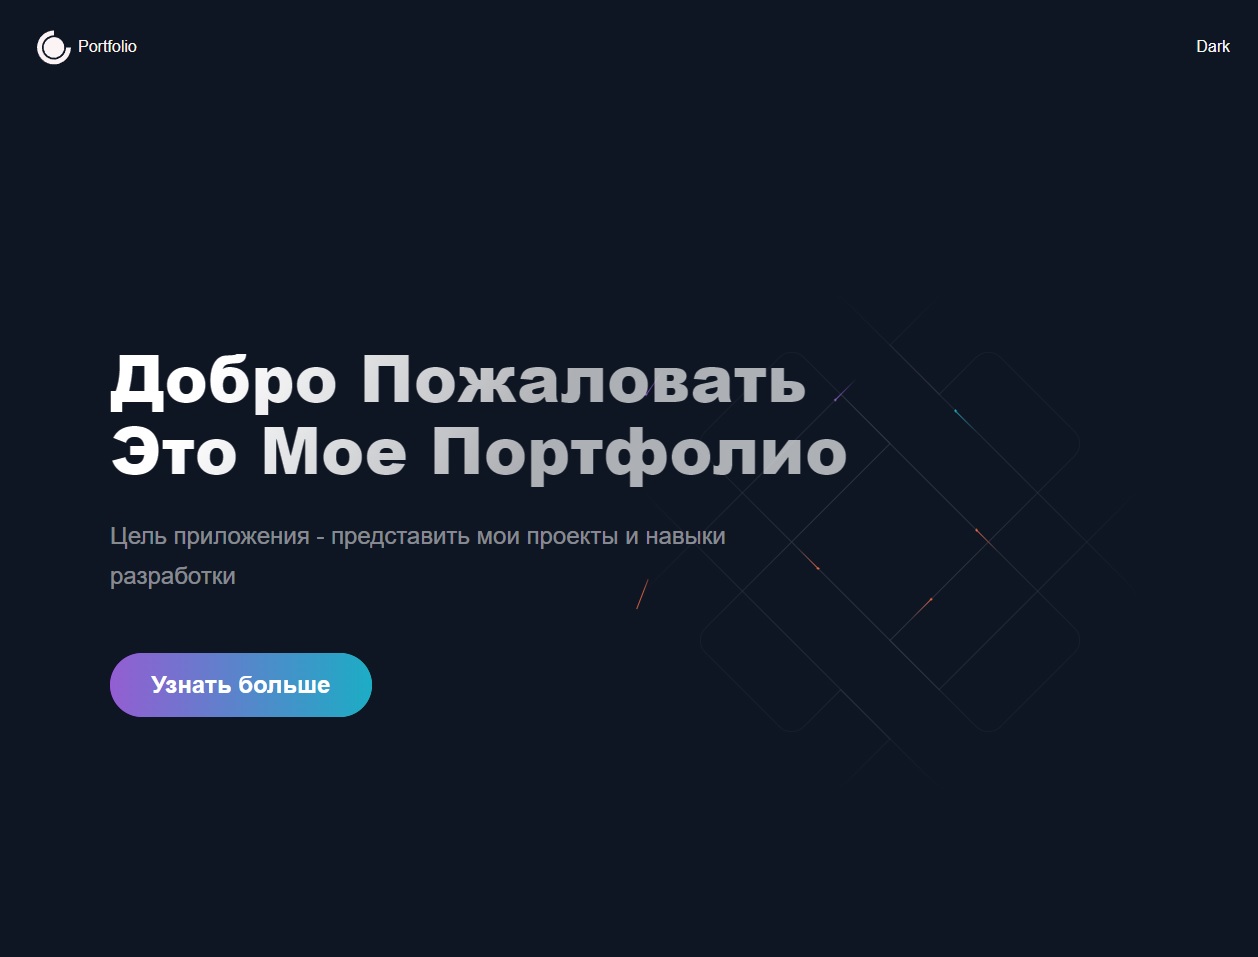 Portfolio
Dark
Добро Пожаловать
Это Мое Портфолио
Цель приложения - представить мои проекты и навыки
разработки
Узнать больше